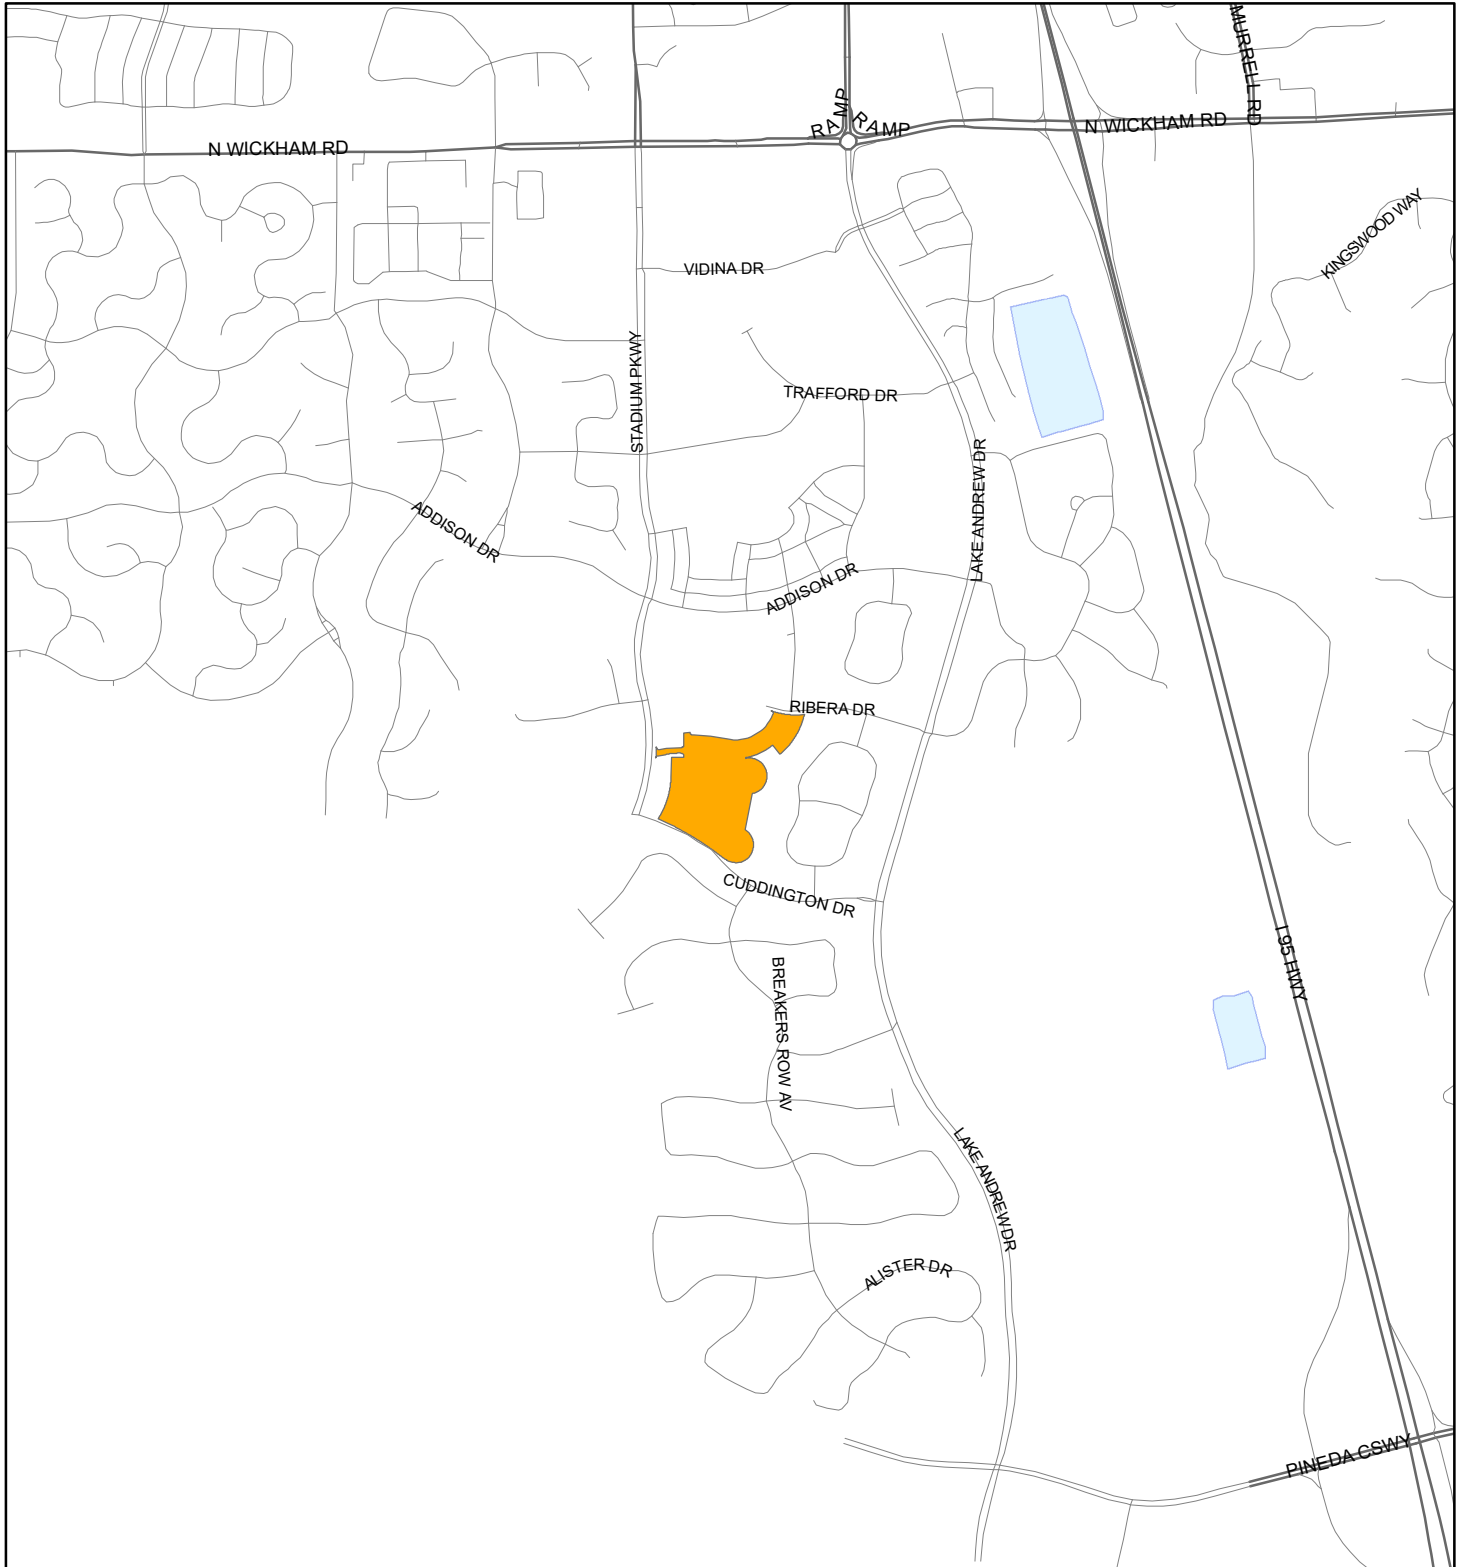 MURRELL RD
RAMP
RAMP
N WICKHAM RD
N WICKHAM RD
KINGSWOOD WAY
VIDINA DR
STADIUM PKWY
TRAFFORD DR
LAKE ANDREW DR
ADDISON DR
ADDISON DR
RIBERA DR
CUDDINGTON DR
I 95 HWY
BREAKERS ROW AV
LAKE ANDREW DR
ALISTER DR
PINEDA CSWY